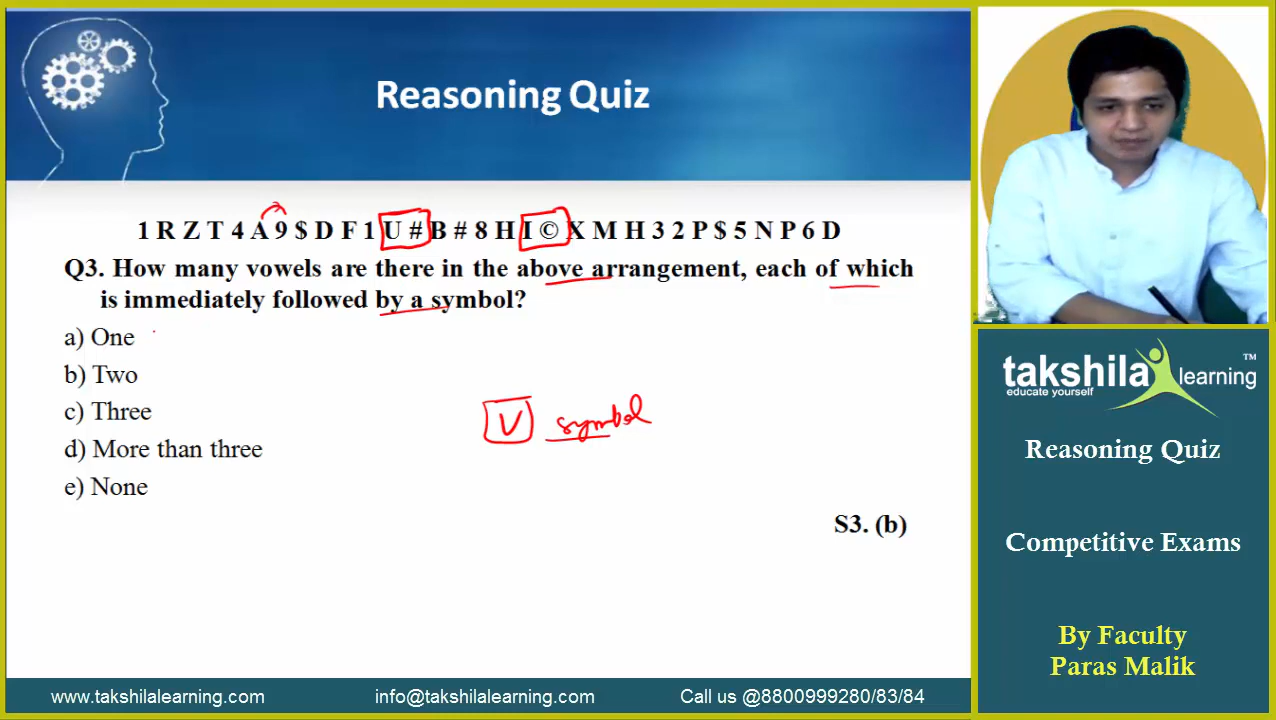 Reasoning Quiz
1 R Z T 4 A 9 $ D F 1 U # B # 8 H I © X M H 3 2 P $ 5 N P 6 D
Q3. How many vowels are there in the above arrangement, each of which
is immediately followed by a symbol?
a) One
b) Two
c) Three
d) More than three
e) None
V symbol
S3. (b)
takshila learning ™
educate yourself
Reasoning Quiz
Competitive Exams
By Faculty
Paras Malik
www.takshilalearning.com info@takshilalearning.com Call us @8800999280/83/84